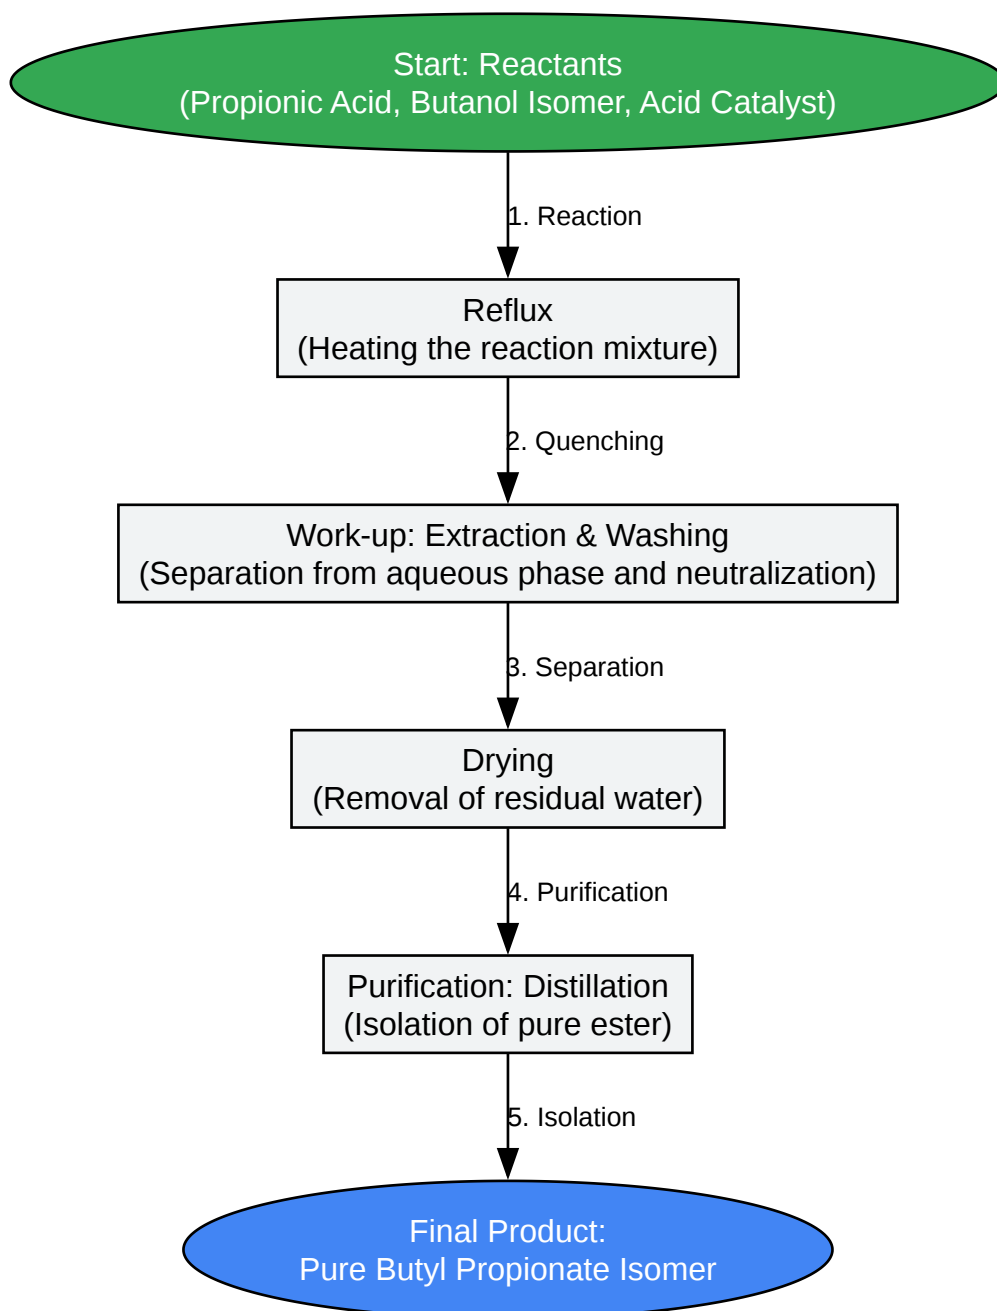 Start: Reactants
(Propionic Acid, Butanol Isomer, Acid Catalyst)
1. Reaction
Reflux
(Heating the reaction mixture)
2. Quenching
Work-up: Extraction & Washing
(Separation from aqueous phase and neutralization)
3. Separation
Drying
(Removal of residual water)
4. Purification
Purification: Distillation
(Isolation of pure ester)
5. Isolation
Final Product:
Pure Butyl Propionate Isomer